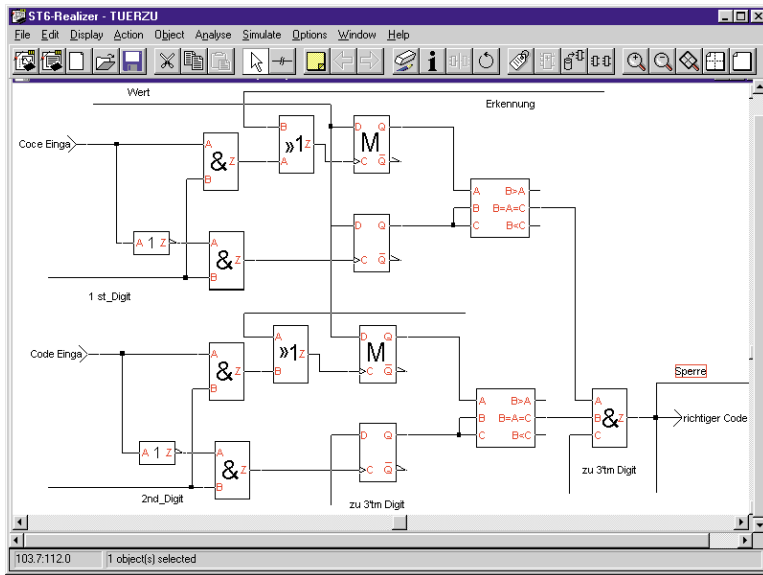 ST6-Realizer - TUERZU
File Edit Display Action Object Analyse Simulate Options Window Help
Wert
Erkennung
Coce Einga
A & Z B
B »1 Z A
D Q M C Q
A 1 Z
A & Z B
D Q C Q
A B>A
B B=A=C
C B<C
1 st_Digit
Code Einga
A & Z B
A »1 Z B
D Q M C Q
A 1 Z
A & Z B
D Q C Q
A B>A
B B=A=C
C B<C
A B & Z C
Sperre
richtiger Code
2nd_Digit
zu 3'tm Digit
zu 3'tm Digit
103.7:112.0 1 object(s) selected